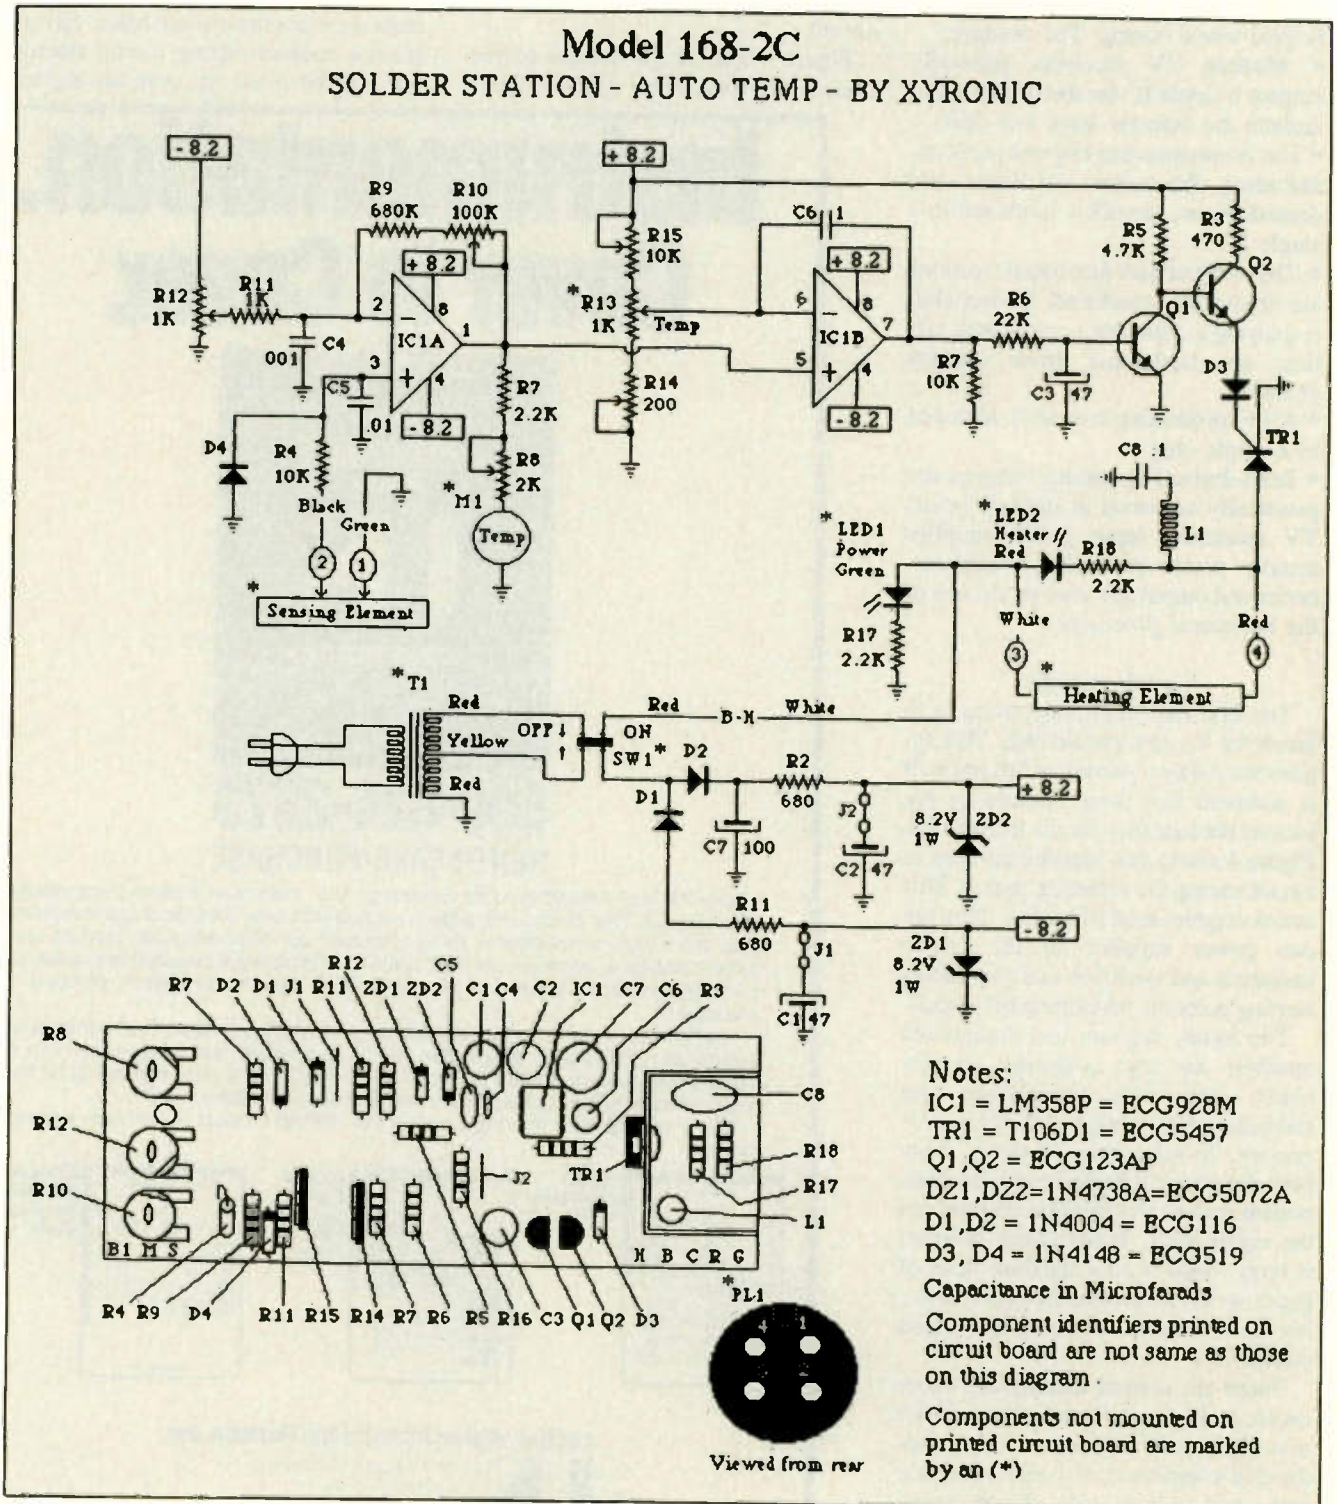 Model 168-2C
SOLDER STATION - AUTO TEMP - BY XYRONIC
- 8.2
+ 8.2
R9
680K
R10
100K
C6
1
R15
10K
R5
4.7K
R3
470
Q2
+ 8.2
+ 8.2
R12
1K
R11
1K
2
8
IC1A
1
3
4
- 8.2
C4
001
C5
.01
* R13
1K
Temp
6
8
IC1B
7
5
4
- 8.2
R6
22K
Q1
R7
10K
C3
47
D3
R7
2.2K
R14
200
D4
R4
10K
R8
2K
TR1
C8 .1
Black
Green
* M1
Temp
2
1
* Sensing Element
* LED1
Power
Green
* LED2
Heater
Red
R18
2.2K
L1
R17
2.2K
White
Red
3
4
* Heating Element
* T1
Red
Yellow
Red
OFF
ON
SW1 *
Red
B-H
White
D2
D1
R2
680
+ 8.2
J2
8.2V
1W
ZD2
C7
100
C2
47
R11
680
- 8.2
J1
ZD1
8.2V
1W
C1
47
R7
D2
D1
J1
R11
R12
ZD1
ZD2
C5
C1
C4
C2
IC1
C7
C6
R3
R8
R12
R10
C8
R18
R17
L1
TR1
J2
B1 M S
H B C R G
R4
R9
D4
R11
R15
R14
R7
R6
R5
R16
C3
Q1
Q2
D3
* PL1
4
1
3
2
Viewed from rear
Notes:
IC1 = LM358P = ECG928M
TR1 = T106D1 = ECG5457
Q1,Q2 = ECG123AP
DZ1,DZ2=1N4738A=ECG5072A
D1,D2 = 1N4004 = ECG116
D3, D4 = 1N4148 = ECG519
Capacitance in Microfarads
Component identifiers printed on
circuit board are not same as those
on this diagram.
Components not mounted on
printed circuit board are marked
by an (*)